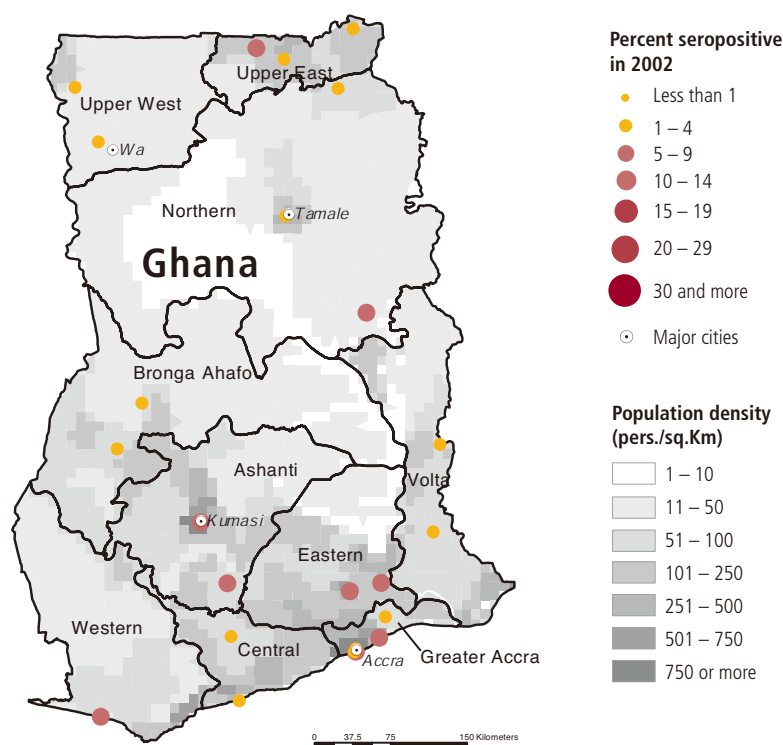 Upper East
Upper West
Wa
Northern
Tamale
Ghana
Bronga Ahafo
Ashanti
Volta
Kumasi
Eastern
Western
Central
Greater Accra
Accra
0 37.5 75 150 Kilometers
Percent seropositive
in 2002
Less than 1
1 – 4
5 – 9
10 – 14
15 – 19
20 – 29
30 and more
Major cities
Population density
(pers./sq.Km)
1 – 10
11 – 50
51 – 100
101 – 250
251 – 500
501 – 750
750 or more